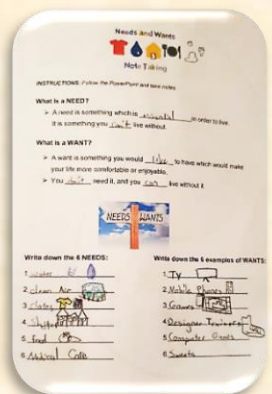 Needs and Wants
Note Taking
INSTRUCTIONS: Follow the PowerPoint and take notes
What is a NEED?
A need is something which is essential in order to live.
It is something you can't live without.
What is a WANT?
A want is something you would like to have which would make
your life more comfortable or enjoyable.
You don't need it, and you can live without it
NEEDS WANTS
Write down the 6 NEEDS:
1. water
2. clean Air
3. Clothes
4. Shelter
5. Food
6. Medical Care
Write down the 6 examples of WANTS:
1. TV
2. Mobile Phones
3. Games
4. Designer Trainers
5. Computer Games
6. Sweets